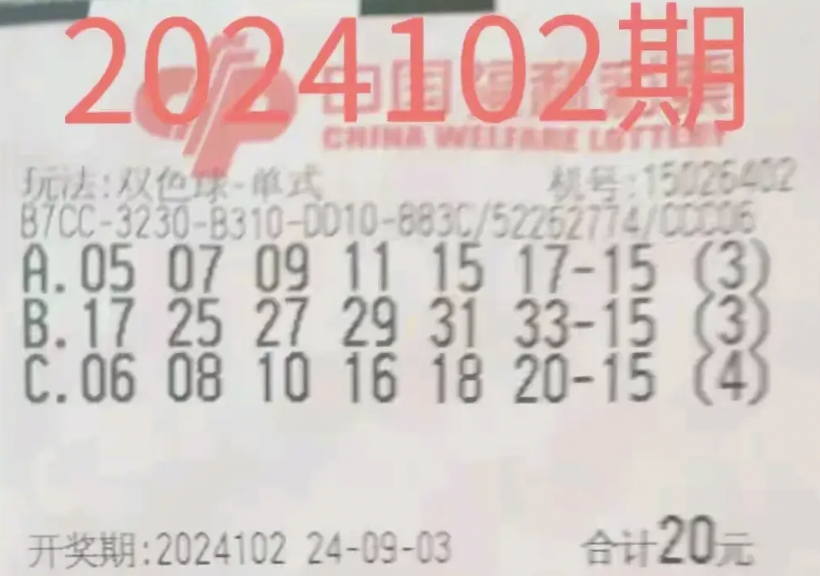 2024102期
中国福利彩票
CHINA WELFARE LOTTERY
玩法:双色球-单式 机号:15026402
B7CC-3230-B310-DD10-883C/52262774/CCCC06
A.05 07 09 11 15 17-15 (3)
B.17 25 27 29 31 33-15 (3)
C.06 08 10 16 18 20-15 (4)
开奖期:2024102 24-09-03 合计20元